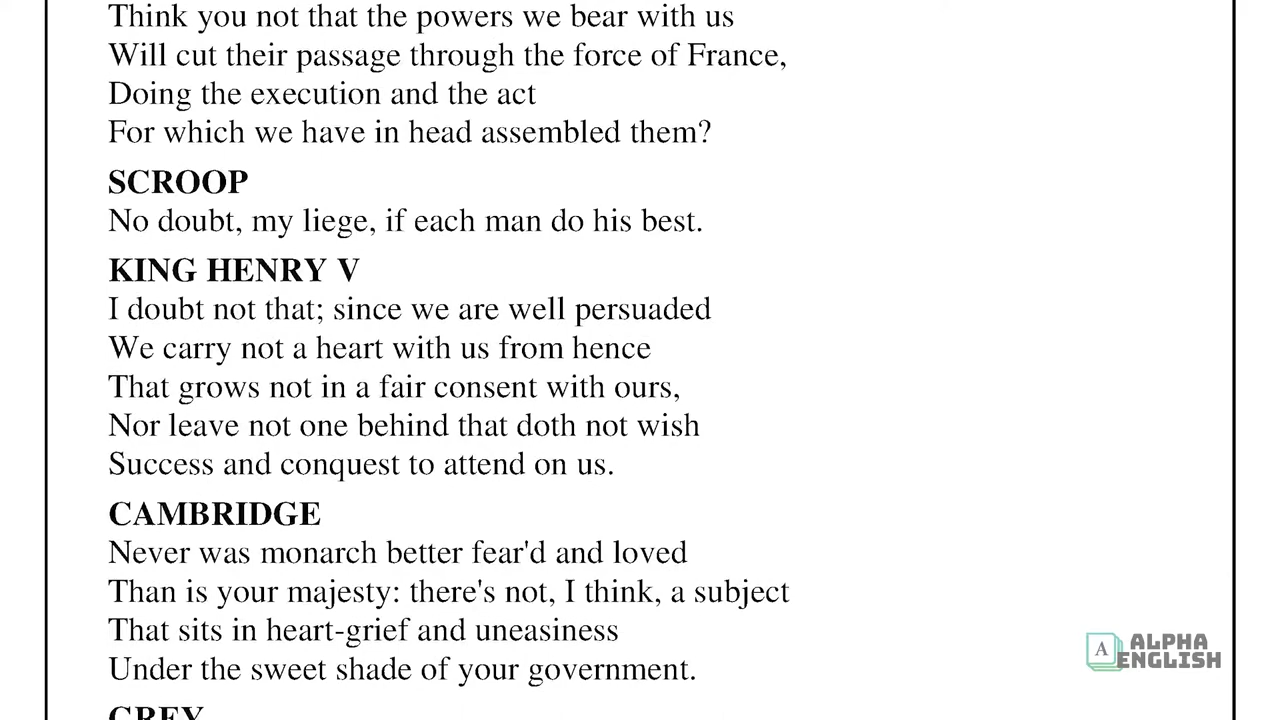 Think you not that the powers we bear with us
Will cut their passage through the force of France,
Doing the execution and the act
For which we have in head assembled them?
SCROOP
No doubt, my liege, if each man do his best.
KING HENRY V
I doubt not that; since we are well persuaded
We carry not a heart with us from hence
That grows not in a fair consent with ours,
Nor leave not one behind that doth not wish
Success and conquest to attend on us.
CAMBRIDGE
Never was monarch better fear'd and loved
Than is your majesty: there's not, I think, a subject
That sits in heart-grief and uneasiness
Under the sweet shade of your government.
GREY
A ALPHA
ENGLISH